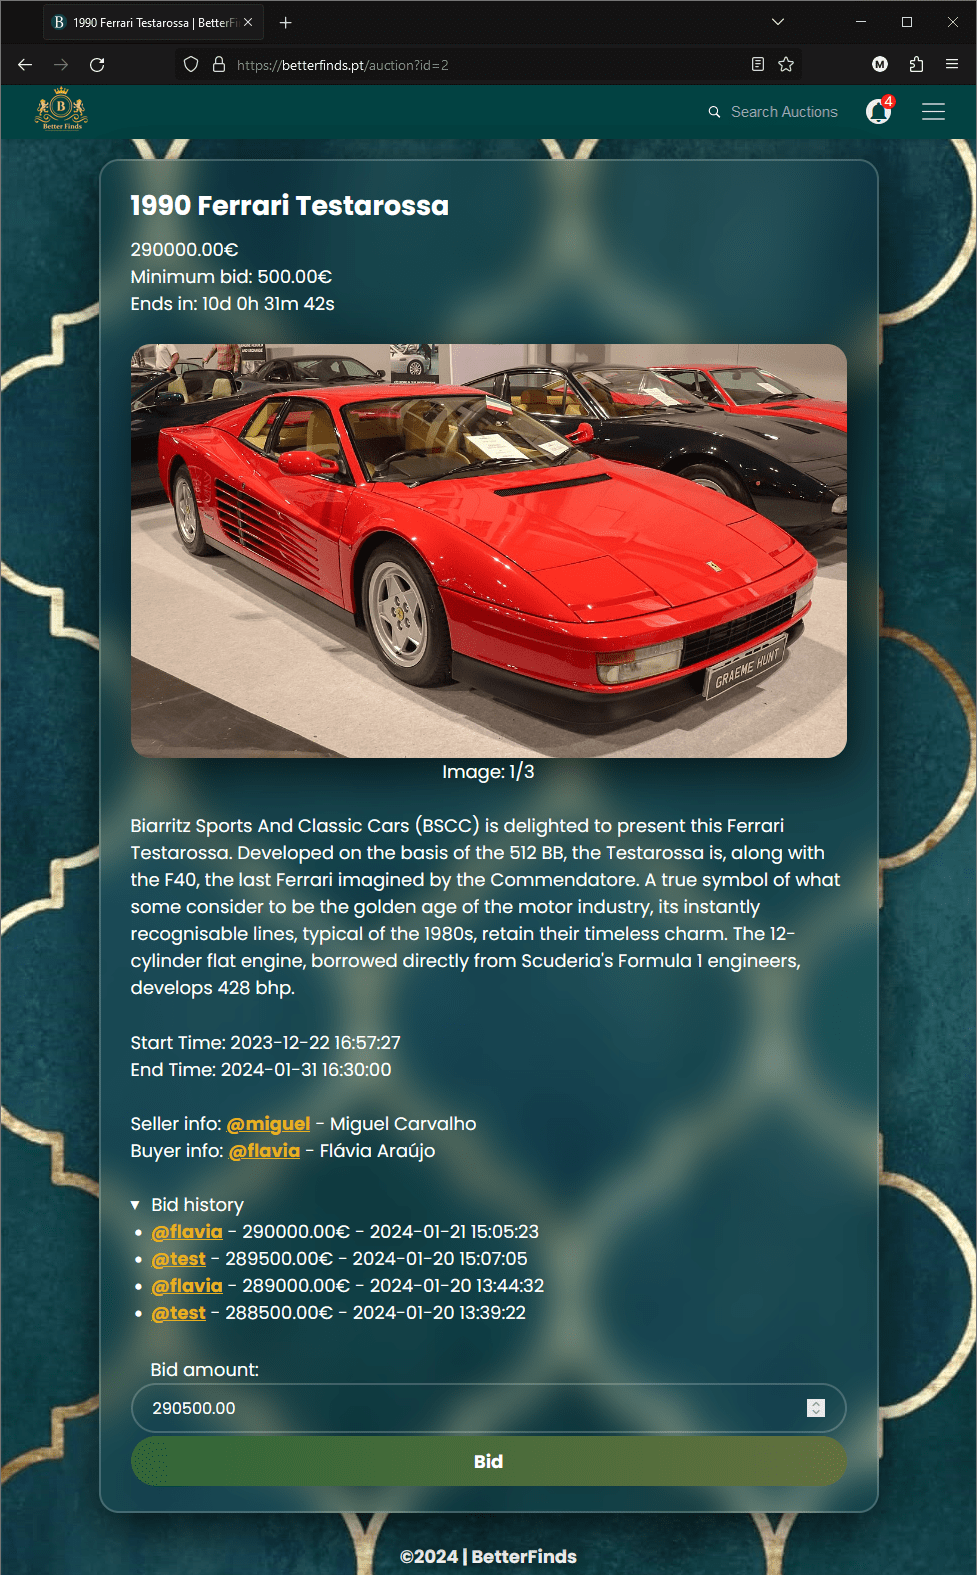 1990 Ferrari Testarossa | BetterFi
https://betterfinds.pt/auction?id=2
M
B
Better Finds
Search Auctions
4
1990 Ferrari Testarossa
290000.00€
Minimum bid: 500.00€
Ends in: 10d 0h 31m 42s
GRAEME HUNT
Image: 1/3
Biarritz Sports And Classic Cars (BSCC) is delighted to present this Ferrari
Testarossa. Developed on the basis of the 512 BB, the Testarossa is, along with
the F40, the last Ferrari imagined by the Commendatore. A true symbol of what
some consider to be the golden age of the motor industry, its instantly
recognisable lines, typical of the 1980s, retain their timeless charm. The 12-
cylinder flat engine, borrowed directly from Scuderia's Formula 1 engineers,
develops 428 bhp.
Start Time: 2023-12-22 16:57:27
End Time: 2024-01-31 16:30:00
Seller info: @miguel - Miguel Carvalho
Buyer info: @flavia - Flávia Araújo
Bid history
@flavia - 290000.00€ - 2024-01-21 15:05:23
@test - 289500.00€ - 2024-01-20 15:07:05
@flavia - 289000.00€ - 2024-01-20 13:44:32
@test - 288500.00€ - 2024-01-20 13:39:22
Bid amount:
290500.00
Bid
©2024 | BetterFinds